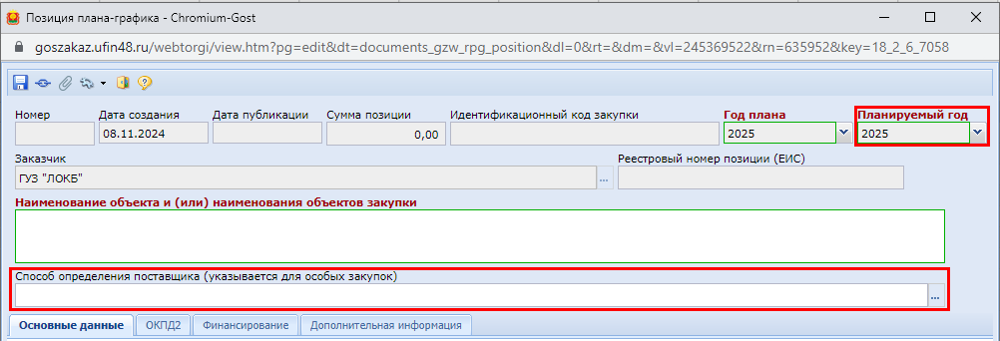 Позиция плана-графика - Chromium-Gost
goszakaz.ufin48.ru/webtorgi/view.htm?pg=edit&dt=documents_gzw_rpg_position&dl=0&rt=&dm=&vl=245369522&rn=635952&key=18_2_6_7058
Номер Дата создания Дата публикации Сумма позиции Идентификационный код закупки Год плана Планируемый год
08.11.2024 0,00 2025 2025
Заказчик Реестровый номер позиции (ЕИС)
ГУЗ "ЛОКБ" ...
Наименование объекта и (или) наименования объектов закупки
Способ определения поставщика (указывается для особых закупок)
...
Основные данные ОКПД2 Финансирование Дополнительная информация